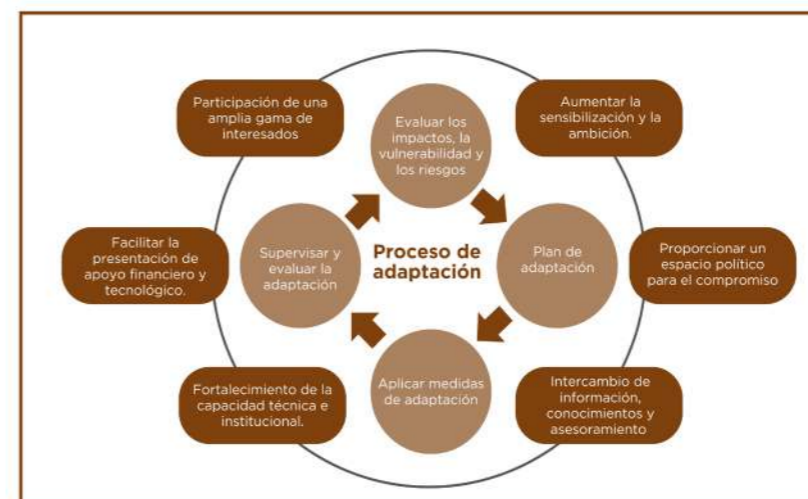 Participación de una
amplia gama de
interesados
Evaluar los
impactos, la
vulnerabilidad y
los riesgos
Aumentar la
sensibilización y la
ambición.
Facilitar la
presentación de
apoyo financiero y
tecnológico.
Supervisar y
evaluar la
adaptación
Proceso de
adaptación
Plan de
adaptación
Proporcionar un
espacio político
para el compromiso
Fortalecimiento de la
capacidad técnica e
institucional.
Aplicar medidas
de adaptación
Intercambio de
información,
conocimientos y
asesoramiento